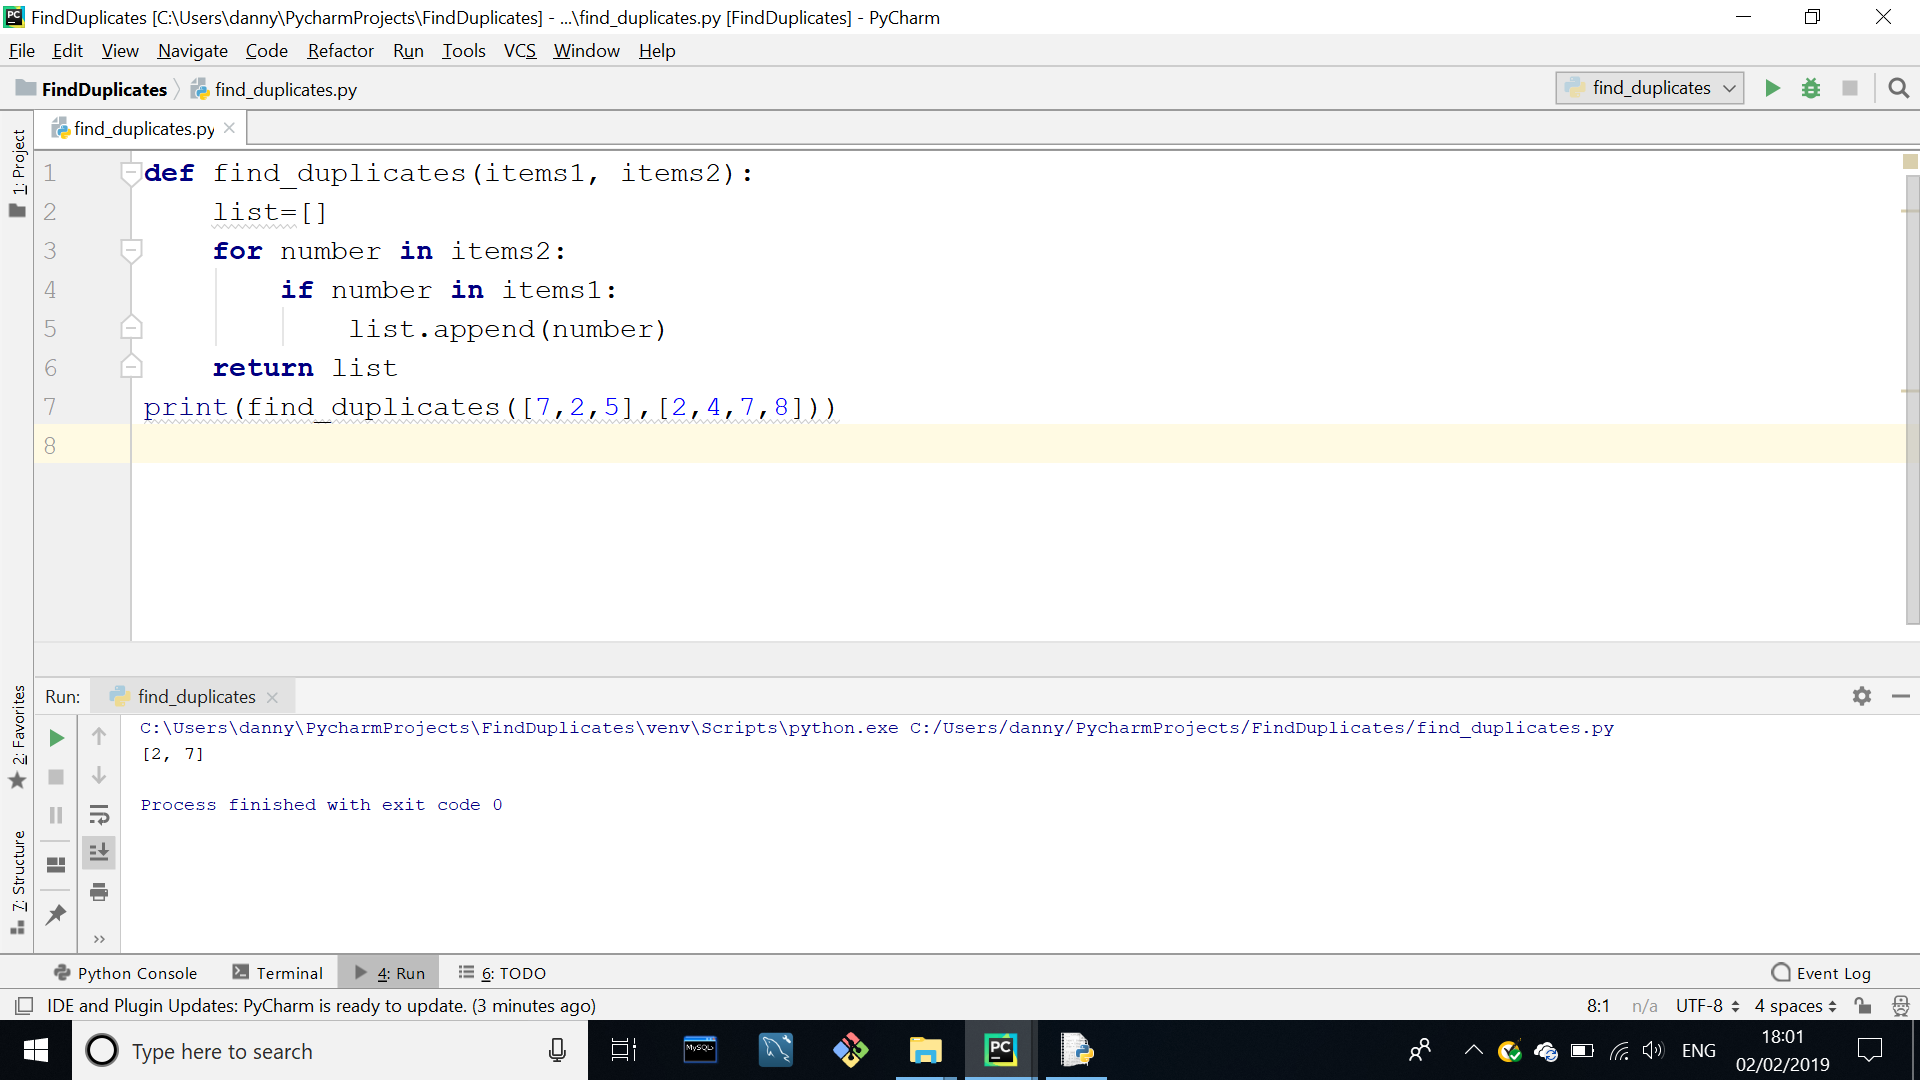 FindDuplicates [C:\Users\danny\PycharmProjects\FindDuplicates] - ...\find_duplicates.py [FindDuplicates] - PyCharm
File Edit View Navigate Code Refactor Run Tools VCS Window Help
FindDuplicates find_duplicates.py find_duplicates
find_duplicates.py
1: Project
1 def find_duplicates(items1, items2):
2 list=[]
3 for number in items2:
4 if number in items1:
5 list.append(number)
6 return list
7 print(find_duplicates([7,2,5],[2,4,7,8]))
8
2: Favorites
7: Structure
Run: find_duplicates
C:\Users\danny\PycharmProjects\FindDuplicates\venv\Scripts\python.exe C:/Users/danny/PycharmProjects/FindDuplicates/find_duplicates.py
[2, 7]
Process finished with exit code 0
Python Console Terminal 4: Run 6: TODO Event Log
IDE and Plugin Updates: PyCharm is ready to update. (3 minutes ago) 8:1 n/a UTF-8 4 spaces
Type here to search MySQL PC ENG 18:01
02/02/2019